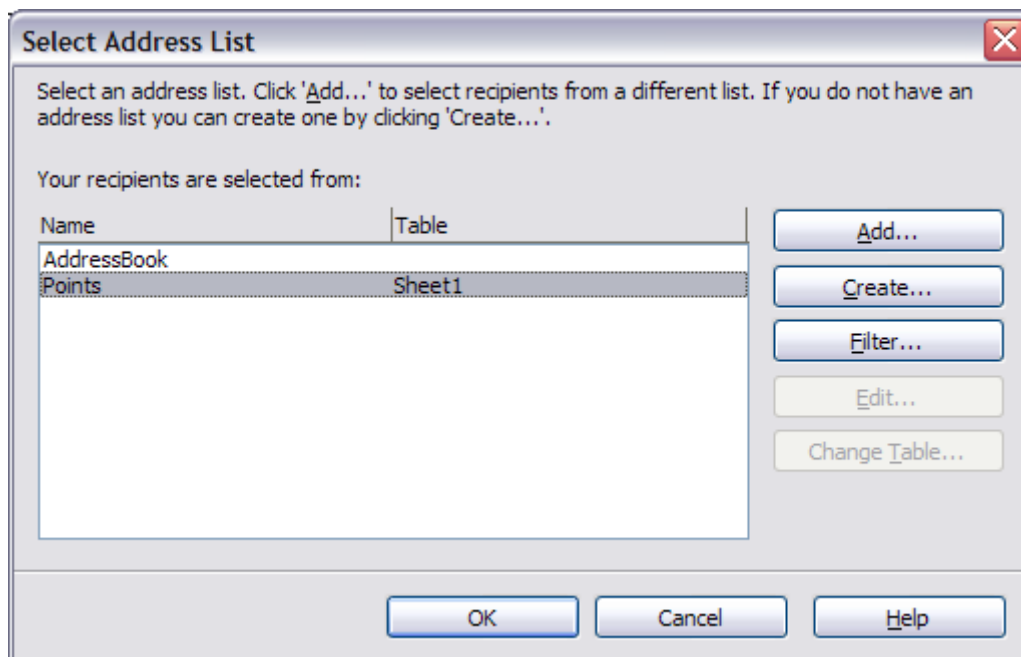 Select Address List
Select an address list. Click 'Add...' to select recipients from a different list. If you do not have an
address list you can create one by clicking 'Create...'.
Your recipients are selected from:
Name Table
AddressBook
Points Sheet1
Add...
Create...
Filter...
Edit...
Change Table...
OK Cancel Help